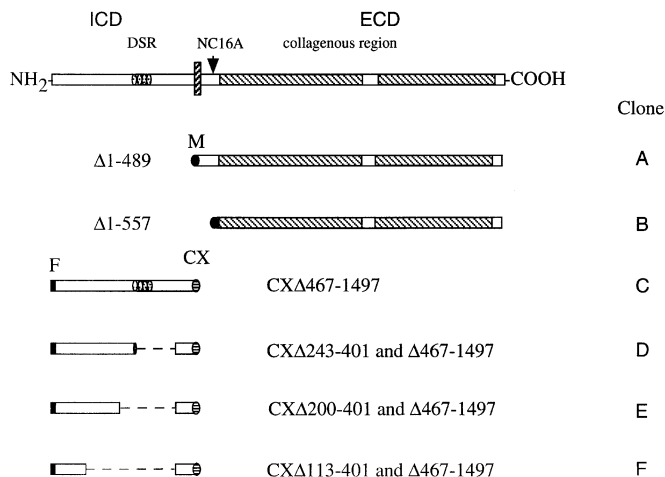 ICD ECD
DSR NC16A collagenous region
NH2 COOH
Clone
M
Δ1-489 A
Δ1-557 B
F CX
CXΔ467-1497 C
CXΔ243-401 and Δ467-1497 D
CXΔ200-401 and Δ467-1497 E
CXΔ113-401 and Δ467-1497 F